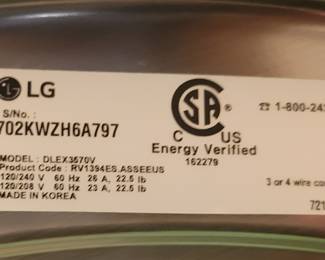 LG
S/No. :
702KWZH6A797
MODEL : DLEX3570V
Product Code : RV1394ES.ASSEEUS
120/240 V 60 Hz 26 A, 22.5 lb
120/208 V 60 Hz 23 A, 22.5 lb
MADE IN KOREA
CSA
®
C US
Energy Verified
162279
1-800-243
3 or 4 wire co
721